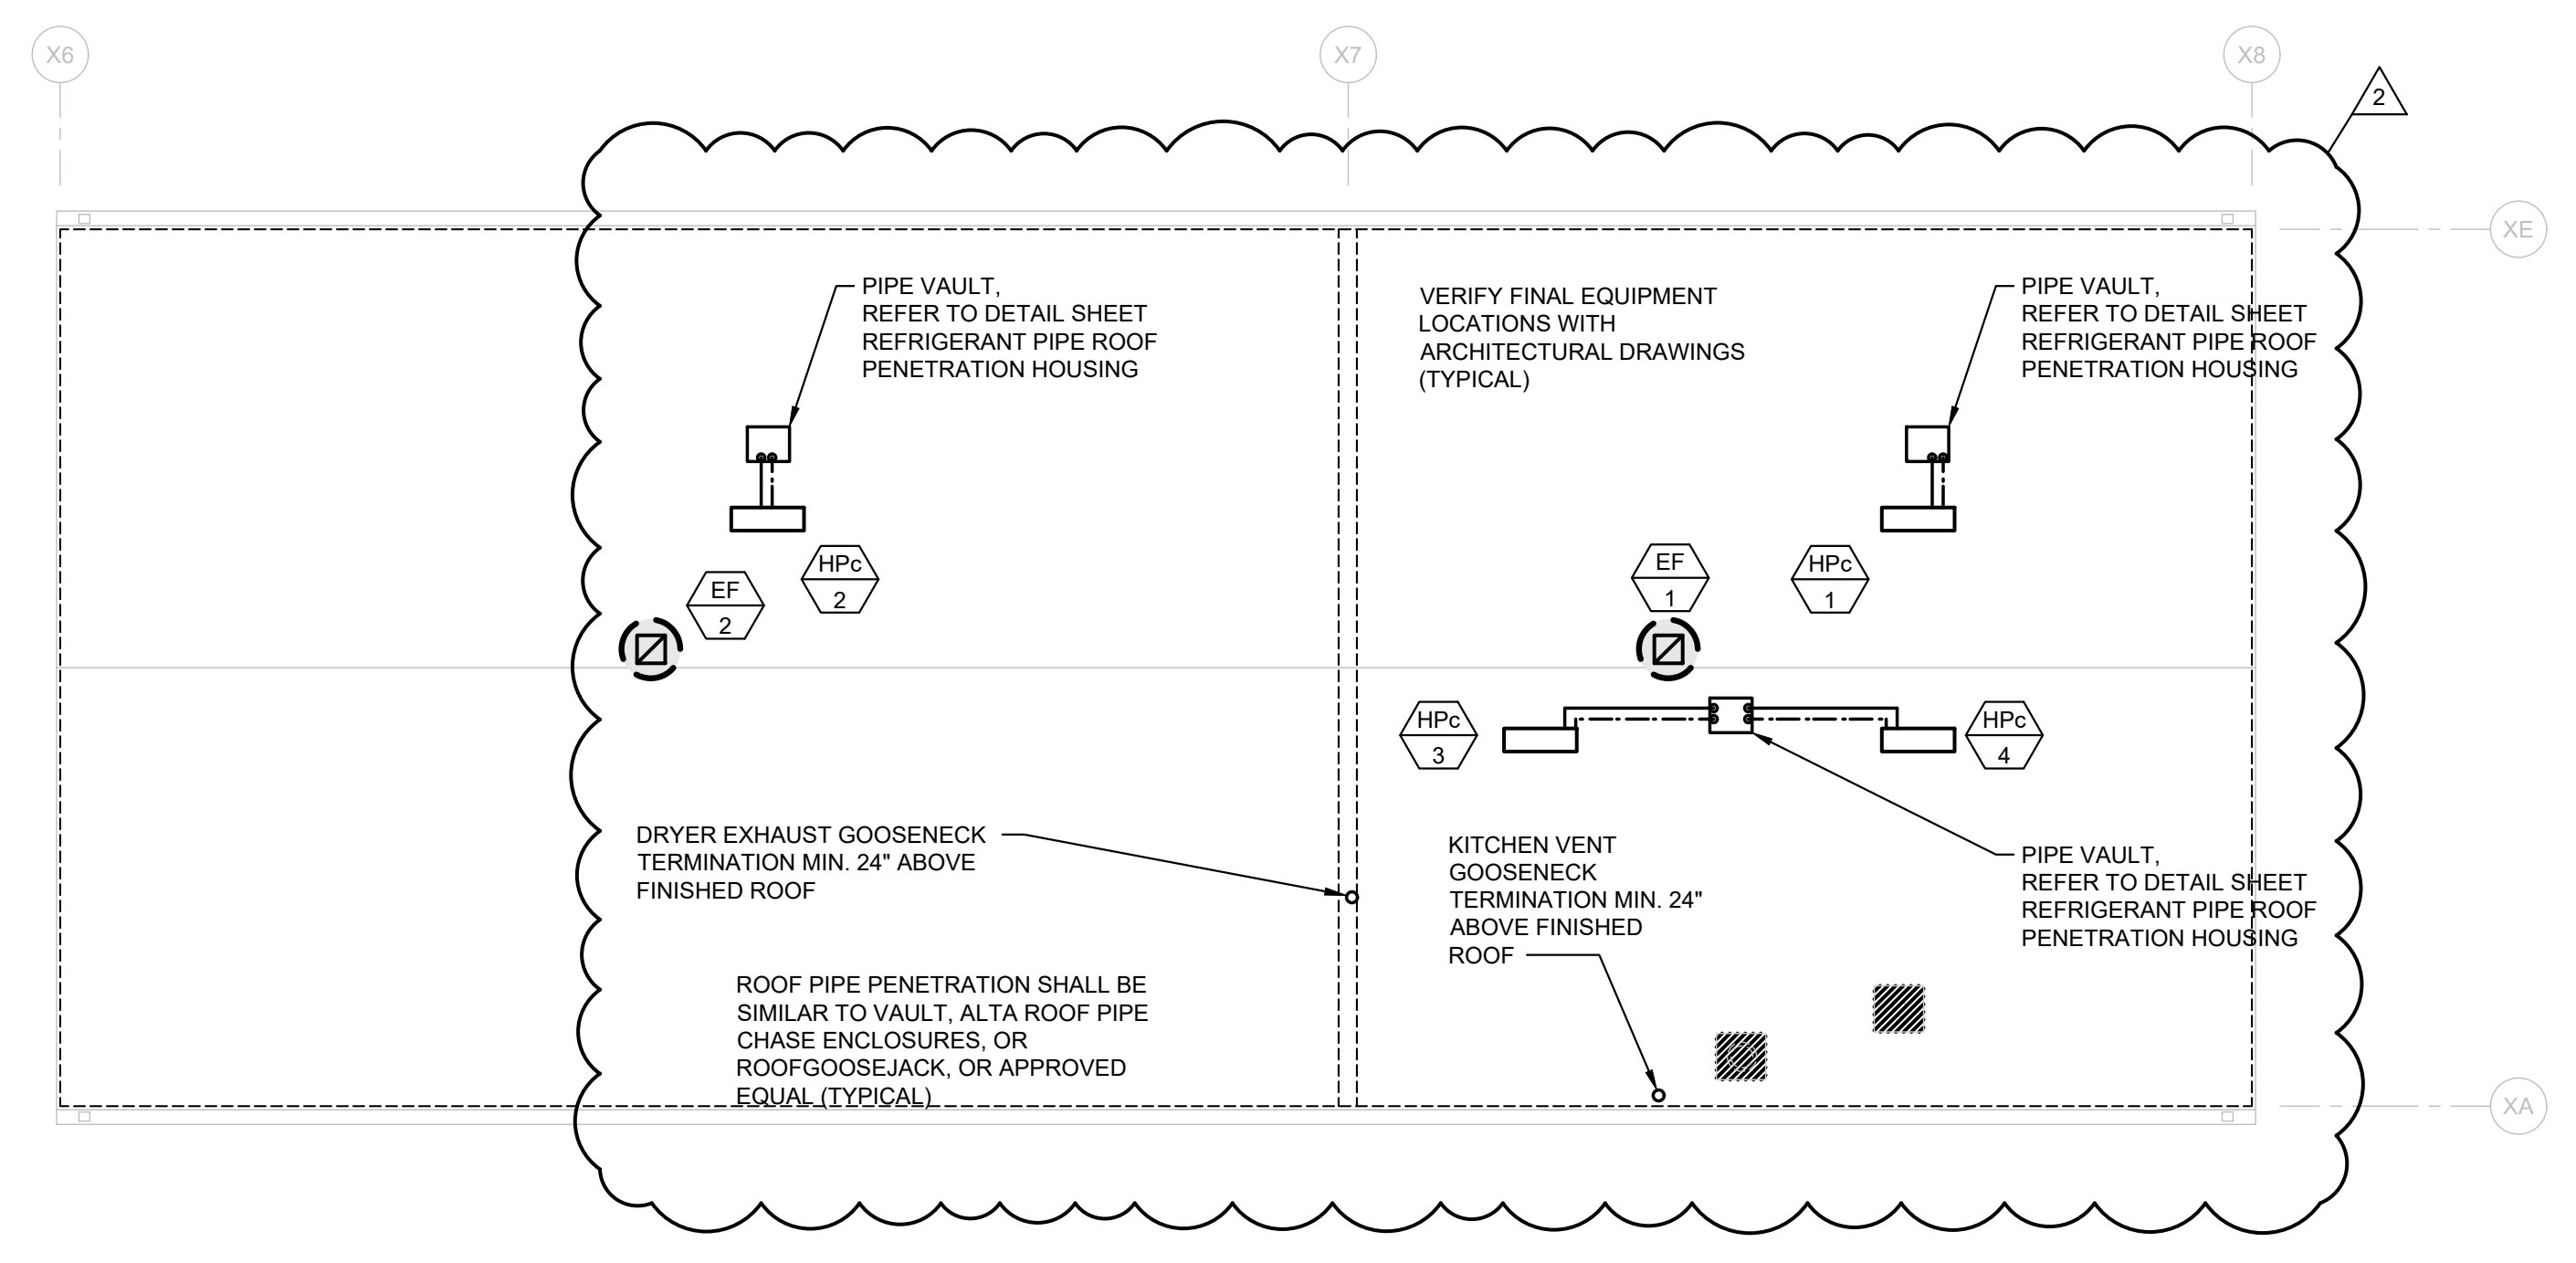 X6
X7
X8
2
XE
PIPE VAULT,
REFER TO DETAIL SHEET
REFRIGERANT PIPE ROOF
PENETRATION HOUSING
VERIFY FINAL EQUIPMENT
LOCATIONS WITH
ARCHITECTURAL DRAWINGS
(TYPICAL)
PIPE VAULT,
REFER TO DETAIL SHEET
REFRIGERANT PIPE ROOF
PENETRATION HOUSING
EF
2
HPc
2
EF
1
HPc
1
HPc
3
HPc
4
DRYER EXHAUST GOOSENECK
TERMINATION MIN. 24" ABOVE
FINISHED ROOF
KITCHEN VENT
GOOSENECK
TERMINATION MIN. 24"
ABOVE FINISHED
ROOF
PIPE VAULT,
REFER TO DETAIL SHEET
REFRIGERANT PIPE ROOF
PENETRATION HOUSING
ROOF PIPE PENETRATION SHALL BE
SIMILAR TO VAULT, ALTA ROOF PIPE
CHASE ENCLOSURES, OR
ROOFGOOSEJACK, OR APPROVED
EQUAL (TYPICAL)
XA